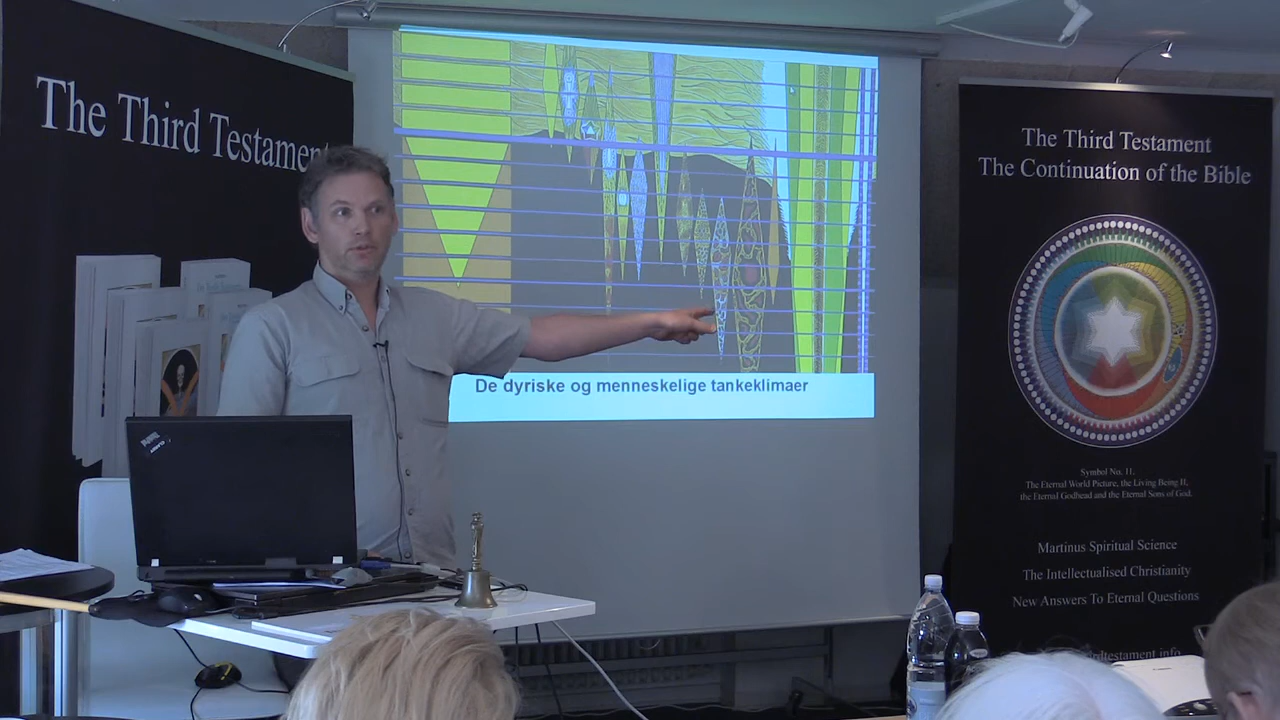 The Third Testament
De dyriske og menneskelige tankeklimaer
The Third Testament
The Continuation of the Bible
Symbol No. 11,
The Eternal World Picture, the Living Being II,
the Eternal Godhead and the Eternal Sons of God.
Martinus Spiritual Science
The Intellectualised Christianity
New Answers To Eternal Questions